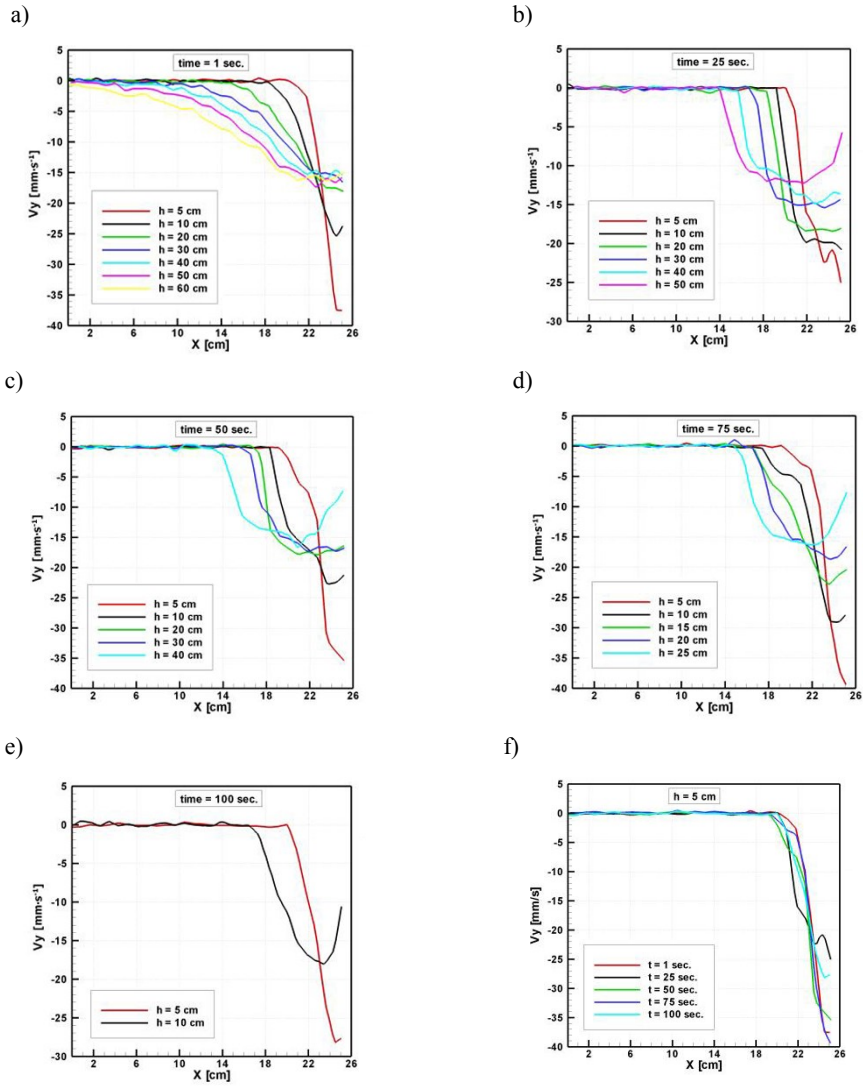 a)
time = 1 sec.
5
0
-5
-10
-15
-20
-25
-30
-35
-40
Vy [mm·s⁻¹]
h = 5 cm
h = 10 cm
h = 20 cm
h = 30 cm
h = 40 cm
h = 50 cm
h = 60 cm
2 6 10 14 18 22 26
X [cm]
b)
time = 25 sec.
5
0
-5
-10
-15
-20
-25
-30
Vy [mm·s⁻¹]
h = 5 cm
h = 10 cm
h = 20 cm
h = 30 cm
h = 40 cm
h = 50 cm
2 6 10 14 18 22 26
X [cm]
c)
time = 50 sec.
5
0
-5
-10
-15
-20
-25
-30
-35
-40
Vy [mm·s⁻¹]
h = 5 cm
h = 10 cm
h = 20 cm
h = 30 cm
h = 40 cm
2 6 10 14 18 22 26
X [cm]
d)
time = 75 sec.
5
0
-5
-10
-15
-20
-25
-30
-35
-40
Vy [mm·s⁻¹]
h = 5 cm
h = 10 cm
h = 15 cm
h = 20 cm
h = 25 cm
2 6 10 14 18 22 26
X [cm]
e)
time = 100 sec.
5
0
-5
-10
-15
-20
-25
-30
Vy [mm·s⁻¹]
h = 5 cm
h = 10 cm
2 6 10 14 18 22 26
X [cm]
f)
h = 5 cm
5
0
-5
-10
-15
-20
-25
-30
-35
-40
Vy [mm/s]
t = 1 sec.
t = 25 sec.
t = 50 sec.
t = 75 sec.
t = 100 sec.
2 6 10 14 18 22 26
X [cm]